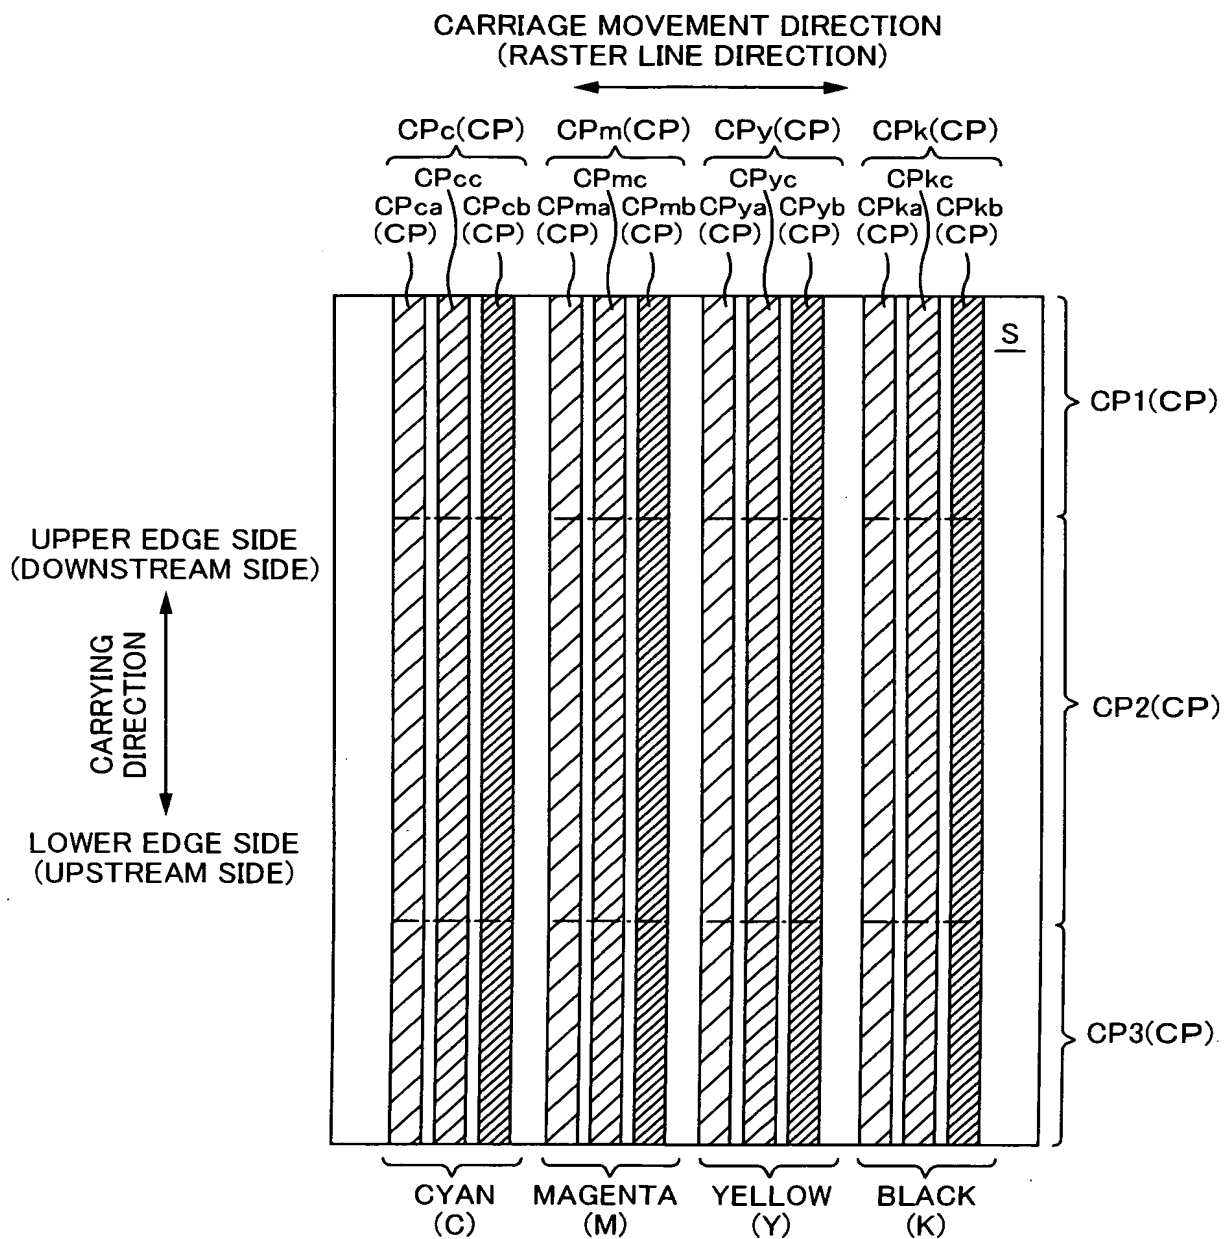 CARRIAGE MOVEMENT DIRECTION
(RASTER LINE DIRECTION)
CPc(CP) CPm(CP) CPy(CP) CPk(CP)
CPcc CPmc CPyc CPkc
CPca CPcb CPma CPmb CPya CPyb CPka CPkb
(CP) (CP) (CP) (CP) (CP) (CP) (CP) (CP)
S
CP1(CP)
UPPER EDGE SIDE
(DOWNSTREAM SIDE)
CARRYING
DIRECTION
CP2(CP)
LOWER EDGE SIDE
(UPSTREAM SIDE)
CP3(CP)
CYAN MAGENTA YELLOW BLACK
(C) (M) (Y) (K)